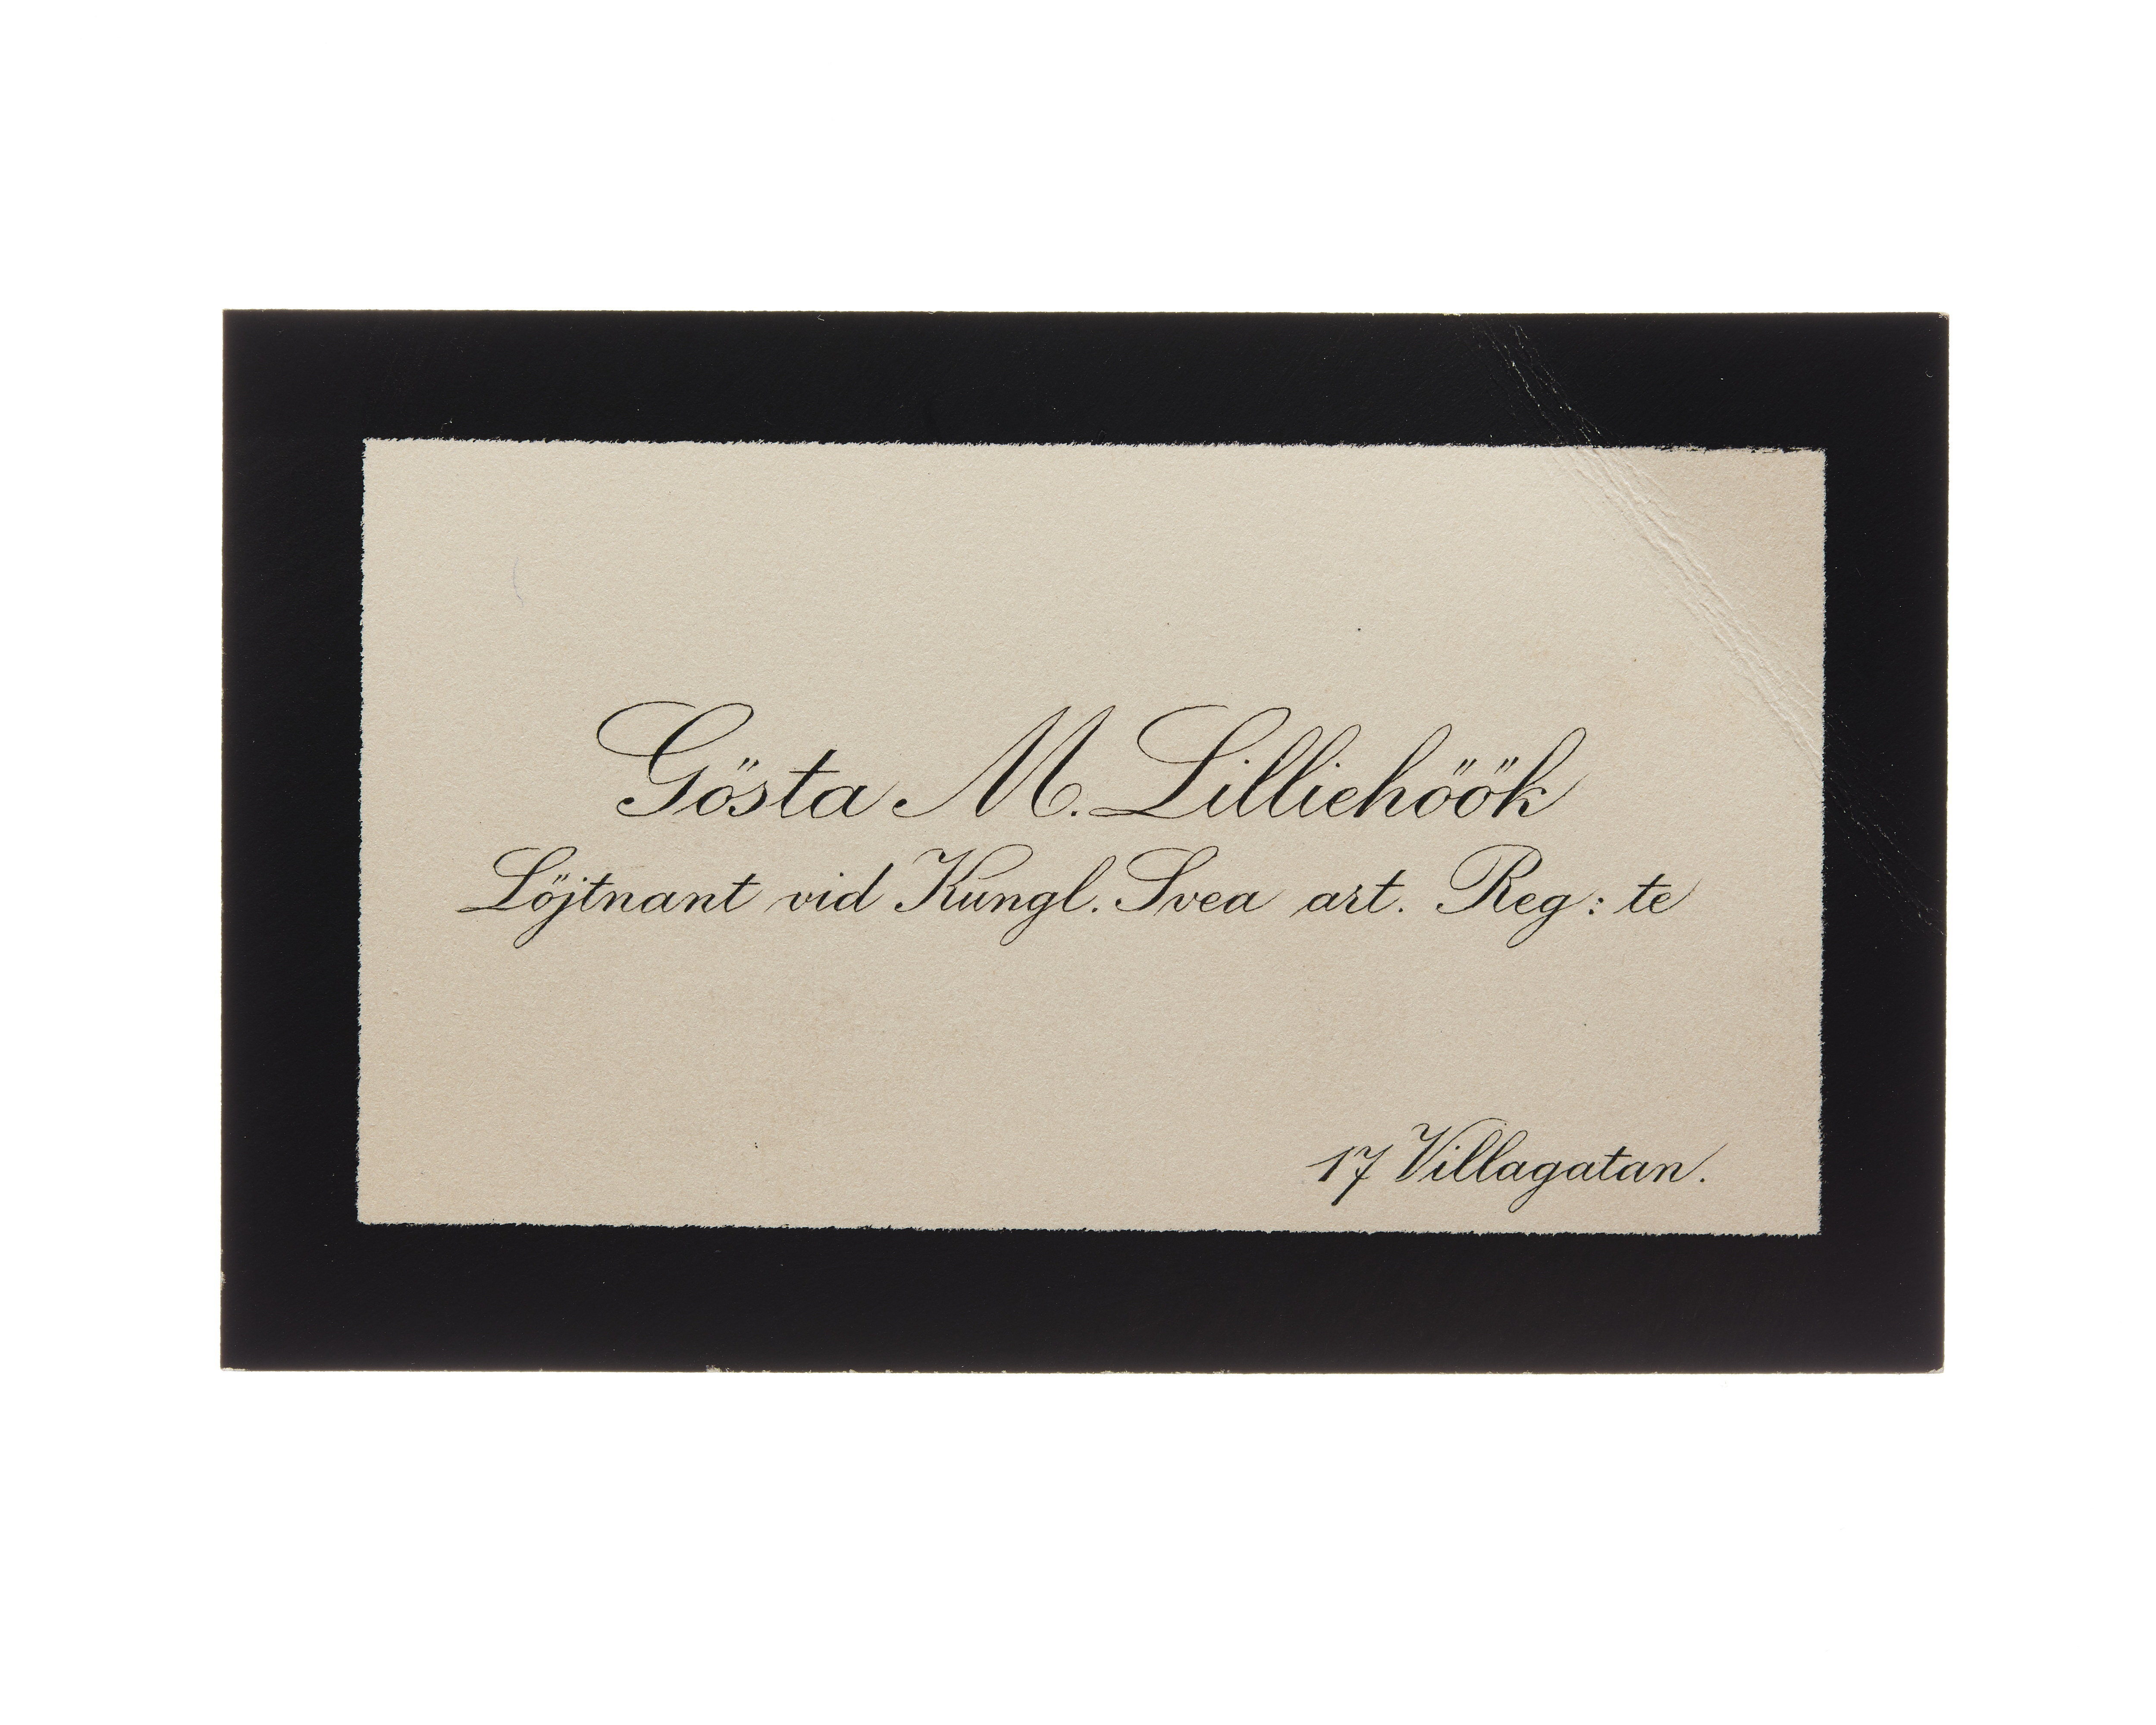 Gösta M. Lilliehöök
Löjtnant vid Kungl. Svea art. Reg:te
17 Villagatan.